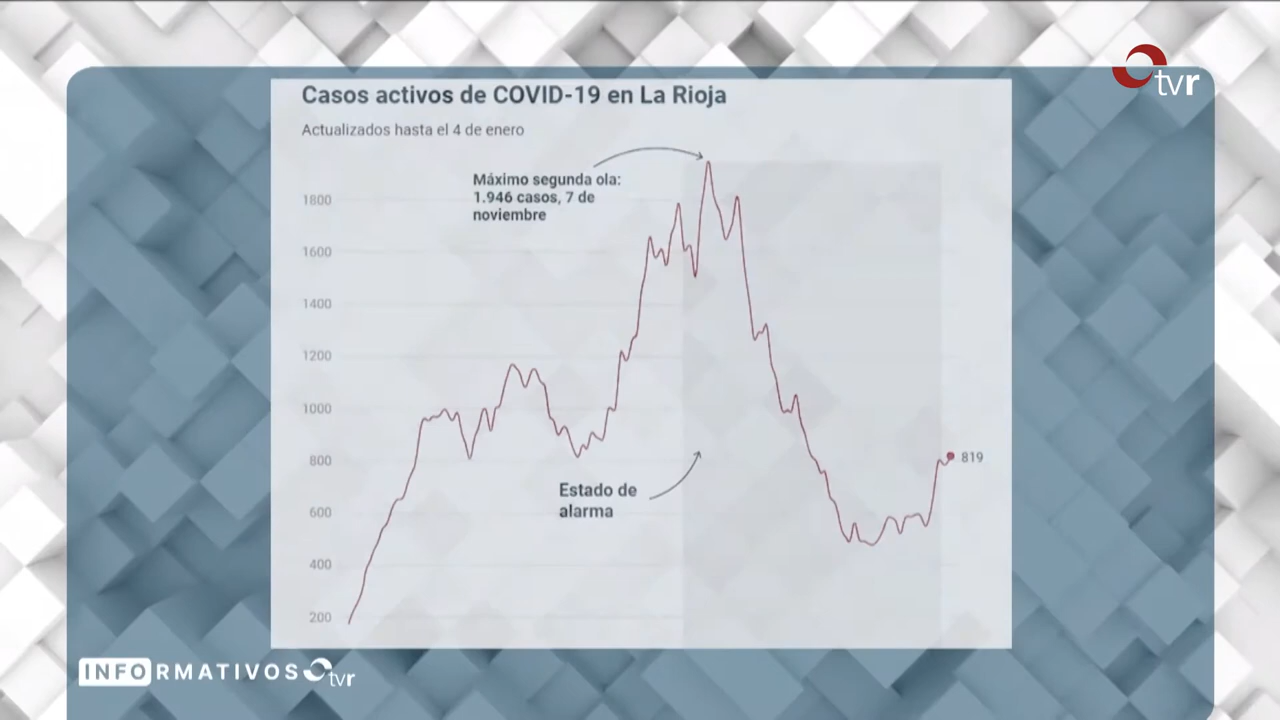 tvr
Casos activos de COVID-19 en La Rioja
Actualizados hasta el 4 de enero
Máximo segunda ola:
1.946 casos, 7 de
noviembre
1800
1600
1400
1200
1000
800
819
Estado de
alarma
600
400
200
INFORMATIVOS tvr